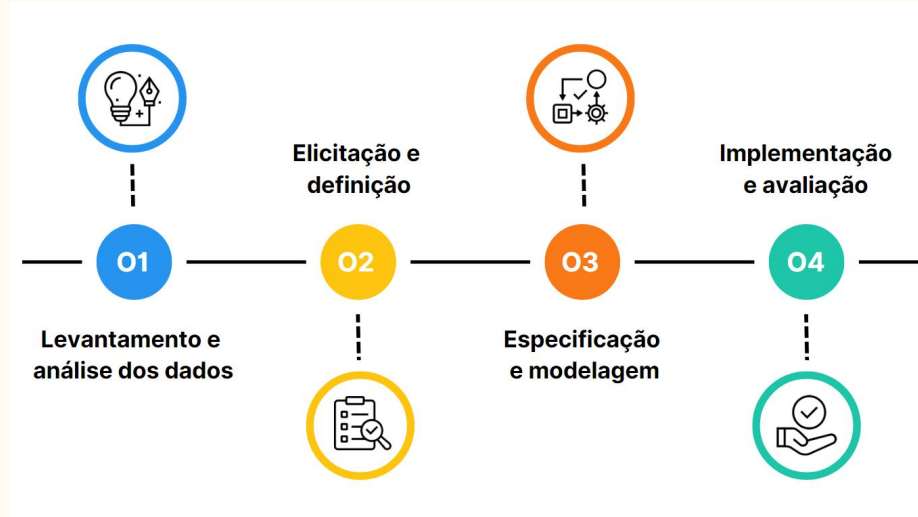 01
Levantamento e
análise dos dados
Elicitação e
definição
02
03
Especificação
e modelagem
Implementação
e avaliação
04